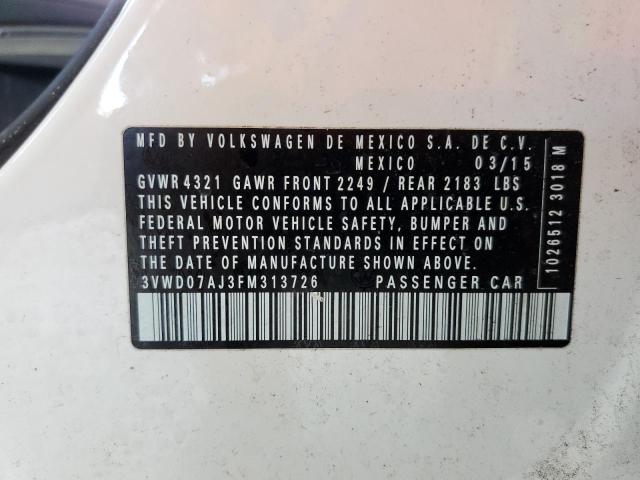 MFD BY VOLKSWAGEN DE MEXICO S.A. DE C.V.
MEXICO 03/15
GVWR 4321 GAWR FRONT 2249 / REAR 2183 LBS
THIS VEHICLE CONFORMS TO ALL APPLICABLE U.S.
FEDERAL MOTOR VEHICLE SAFETY, BUMPER AND
THEFT PREVENTION STANDARDS IN EFFECT ON
THE DATE OF MANUFACTURE SHOWN ABOVE.
3VWD07AJ3FM313726 PASSENGER CAR
1026512 3018 M